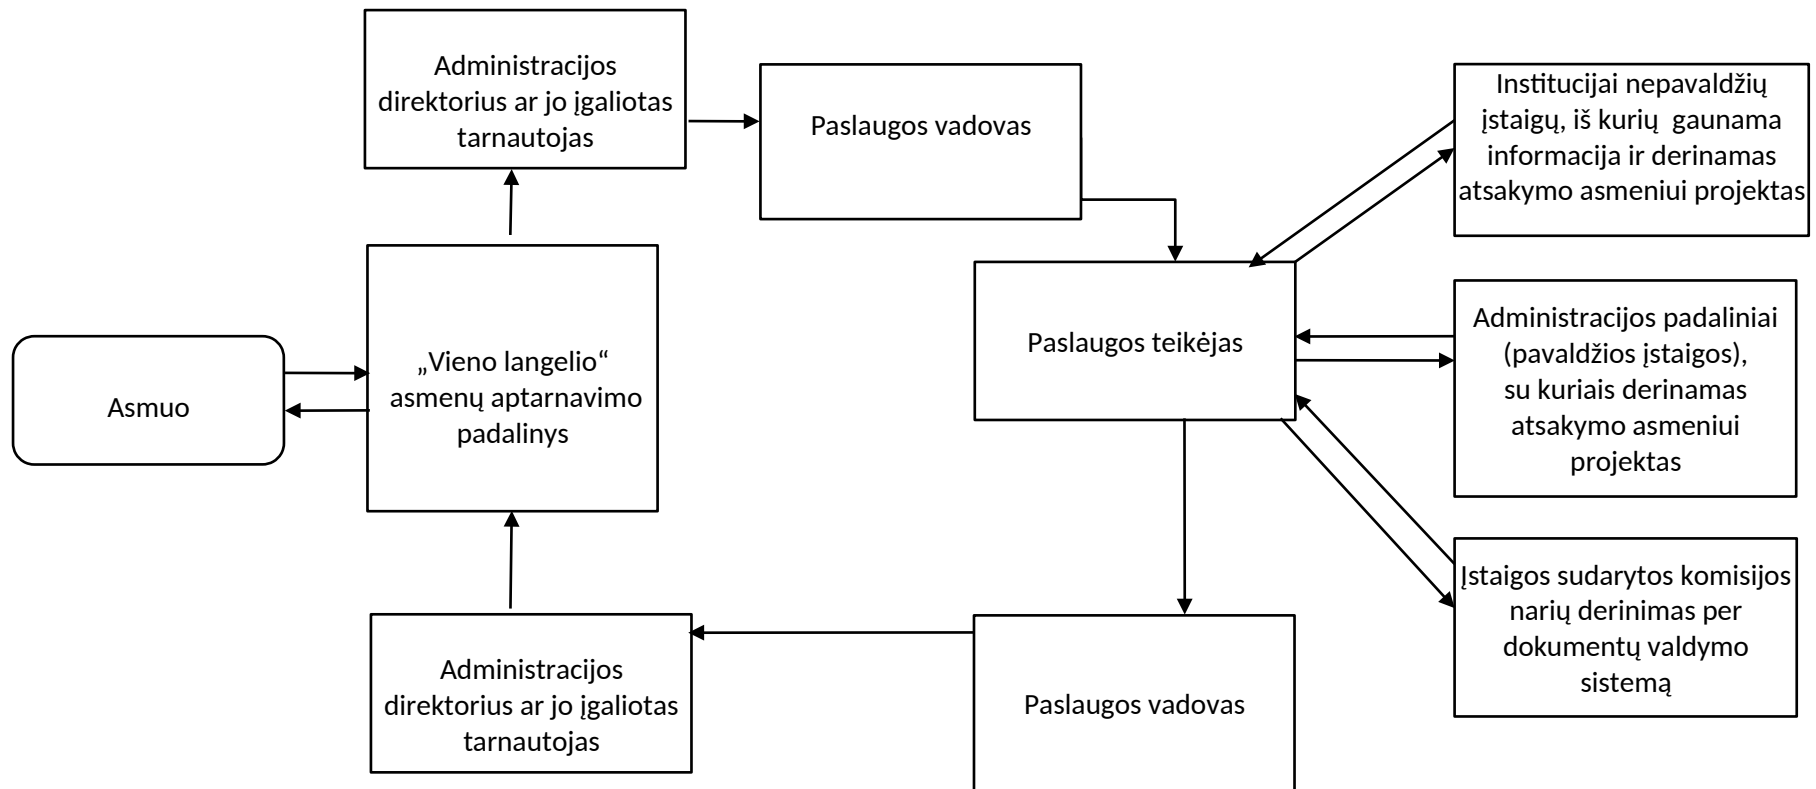 Administracijos
direktorius ar jo įgaliotas
tarnautojas
Paslaugos vadovas
Institucijai nepavaldžių
įstaigų, iš kurių gaunama
informacija ir derinamas
atsakymo asmeniui projektas
Asmuo
„Vieno langelio“
asmenų aptarnavimo
padalinys
Paslaugos teikėjas
Administracijos padaliniai
(pavaldžios įstaigos),
su kuriais derinamas
atsakymo asmeniui
projektas
Administracijos
direktorius ar jo įgaliotas
tarnautojas
Paslaugos vadovas
Įstaigos sudarytos komisijos
narių derinimas per
dokumentų valdymo
sistemą